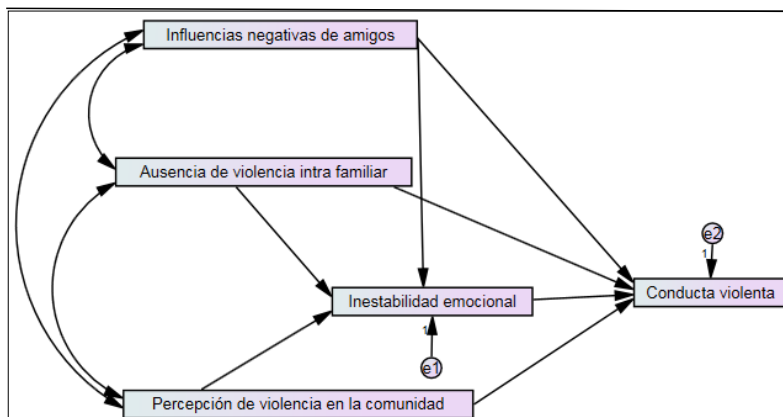 Influencias negativas de amigos
Ausencia de violencia intra familiar
e2
1
Conducta violenta
Inestabilidad emocional
1
e1
Percepción de violencia en la comunidad